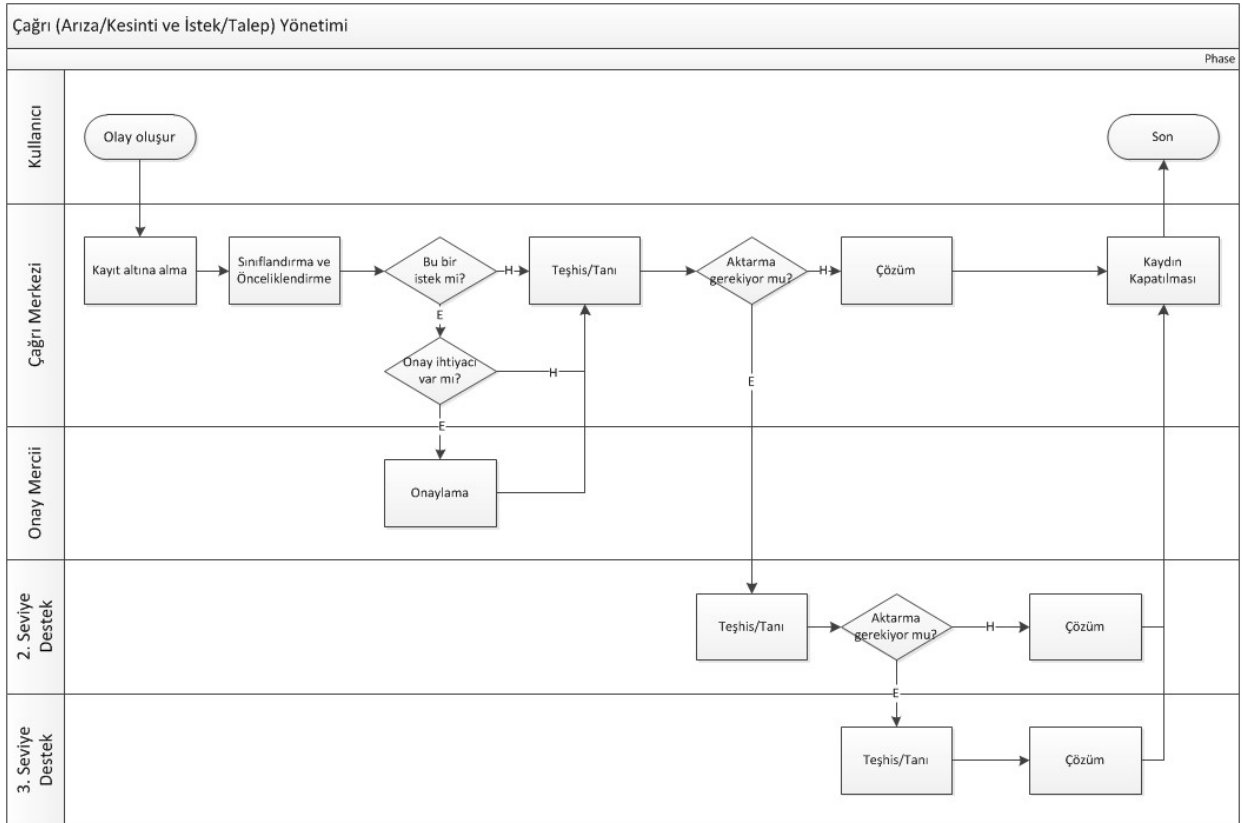 Çağrı (Arıza/Kesinti ve İstek/Talep) Yönetimi
Phase
Kullanıcı
Olay oluşur
Son
Çağrı Merkezi
Kayıt altına alma
Sınıflandırma ve
Önceliklendirme
Bu bir
istek mi?
H
Teşhis/Tanı
Aktarma
gerekiyor mu?
H
Çözüm
Kaydın
Kapatılması
E
Onay ihtiyacı
var mı?
H
E
E
Onay Mercii
Onaylama
2. Seviye
Destek
Teşhis/Tanı
Aktarma
gerekiyor mu?
H
Çözüm
E
3. Seviye
Destek
Teşhis/Tanı
Çözüm